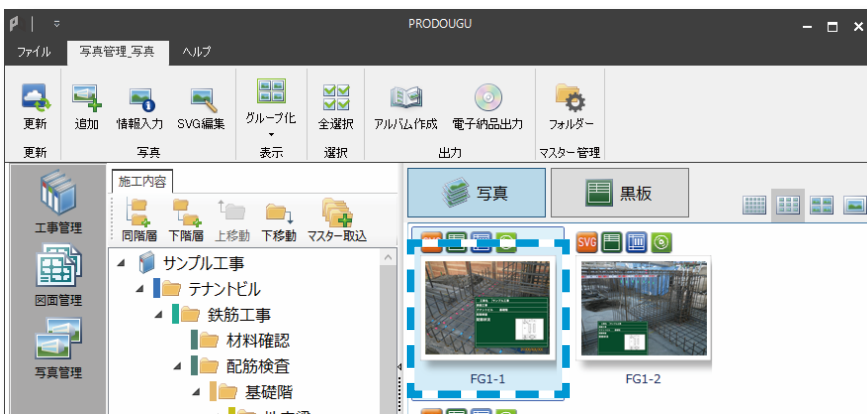 PRODOUGU
ファイル 写真管理_写真 ヘルプ
更新 追加 情報入力 SVG編集 グループ化 全選択 アルバム作成 電子納品出力 フォルダー
更新 写真 表示 選択 出力 マスター管理
工事管理
図面管理
写真管理
施工内容
同階層 下階層 上移動 下移動 マスター取込
サンプル工事
テナントビル
鉄筋工事
材料確認
配筋検査
基礎階
写真 黒板
SVG
SVG
FG1-1
FG1-2